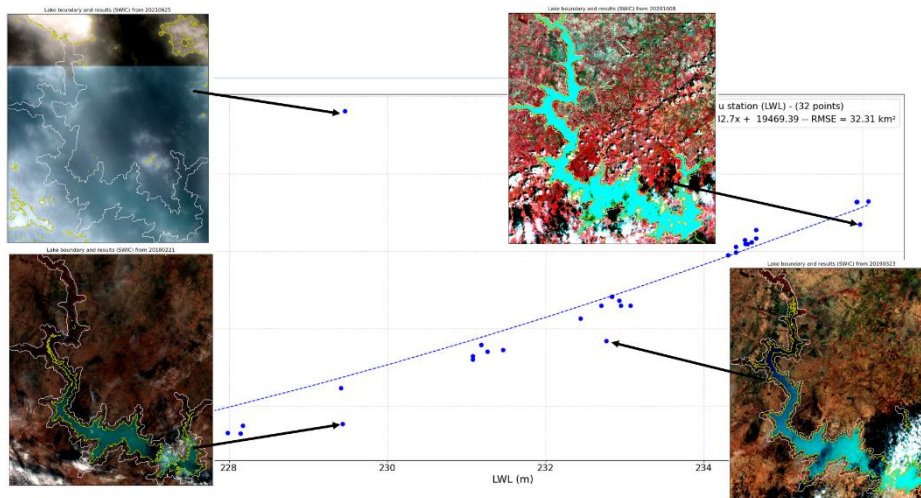 Lake boundary and results (SWIC) from 20210625
Lake boundary and results (SWIC) from 20201008
u station (LWL) - (32 points)
32.7x + 19469.39 -- RMSE = 32.31 km²
Lake boundary and results (SWIC) from 20180221
Lake boundary and results (SWIC) from 20190323
228
230
232
234
LWL (m)